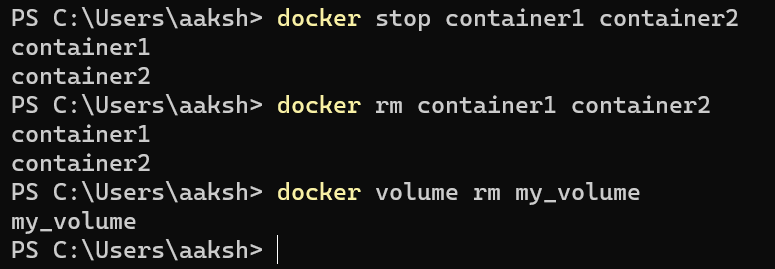 PS C:\Users\aaksh> docker stop container1 container2
container1
container2
PS C:\Users\aaksh> docker rm container1 container2
container1
container2
PS C:\Users\aaksh> docker volume rm my_volume
my_volume
PS C:\Users\aaksh>